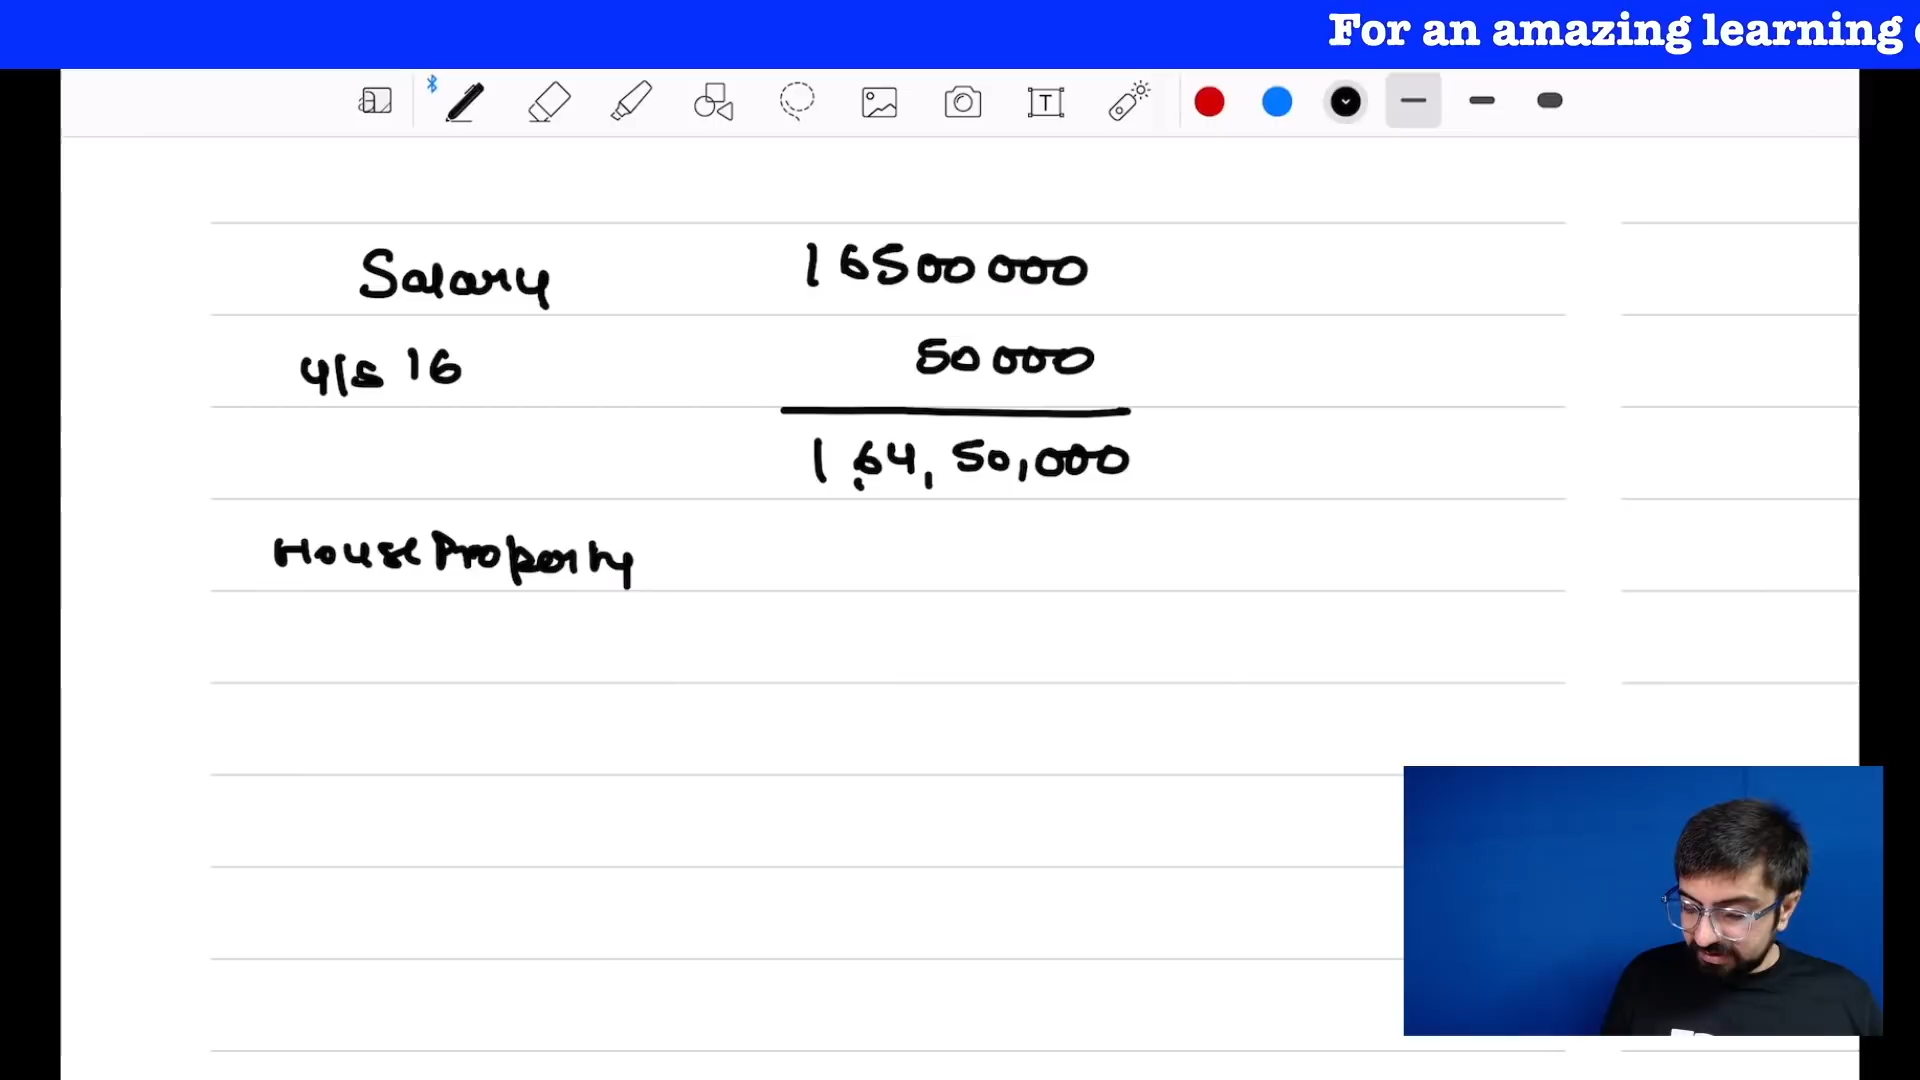 For an amazing learning
Salary 16500000
u/s 16 50000
1,64,50,000
House Property